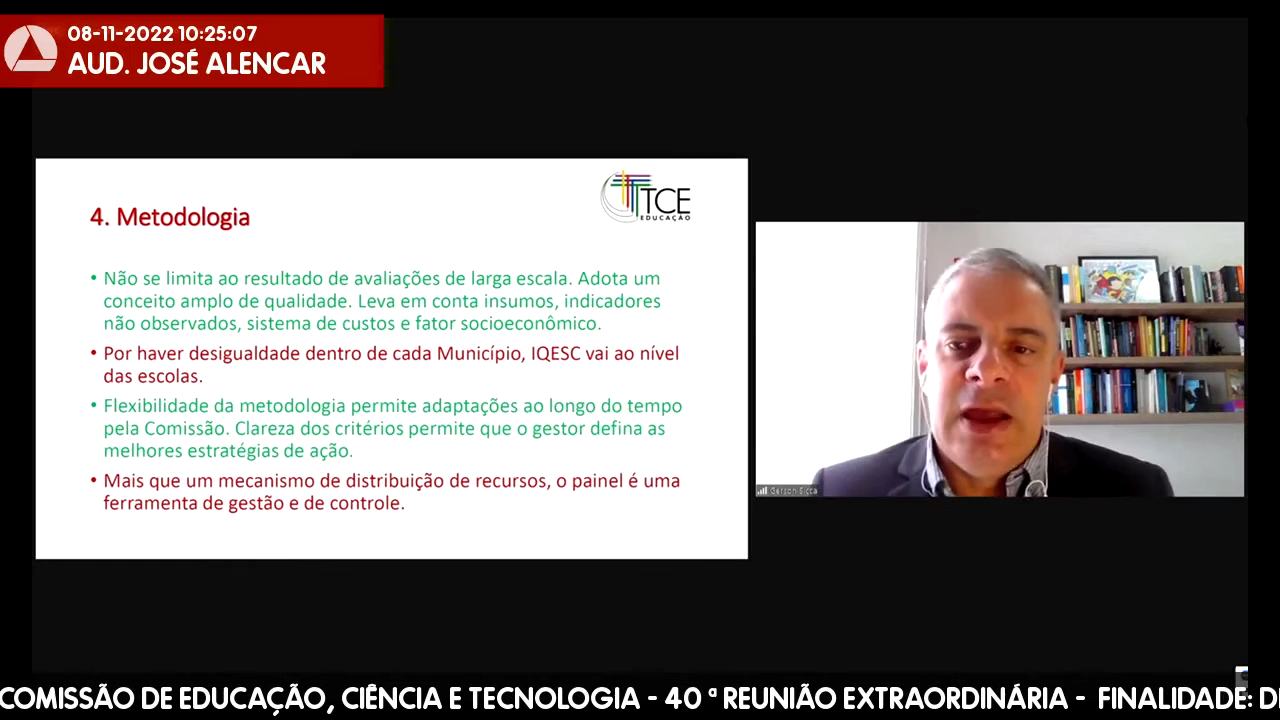 08-11-2022 10:25:07
AUD. JOSÉ ALENCAR
TCE
EDUCAÇÃO
4. Metodologia
• Não se limita ao resultado de avaliações de larga escala. Adota um
conceito amplo de qualidade. Leva em conta insumos, indicadores
não observados, sistema de custos e fator socioeconômico.
• Por haver desigualdade dentro de cada Município, IQESC vai ao nível
das escolas.
• Flexibilidade da metodologia permite adaptações ao longo do tempo
pela Comissão. Clareza dos critérios permite que o gestor defina as
melhores estratégias de ação.
• Mais que um mecanismo de distribuição de recursos, o painel é uma
ferramenta de gestão e de controle.
Gerson Sicca
COMISSÃO DE EDUCAÇÃO, CIÊNCIA E TECNOLOGIA - 40 ª REUNIÃO EXTRAORDINÁRIA - FINALIDADE: D